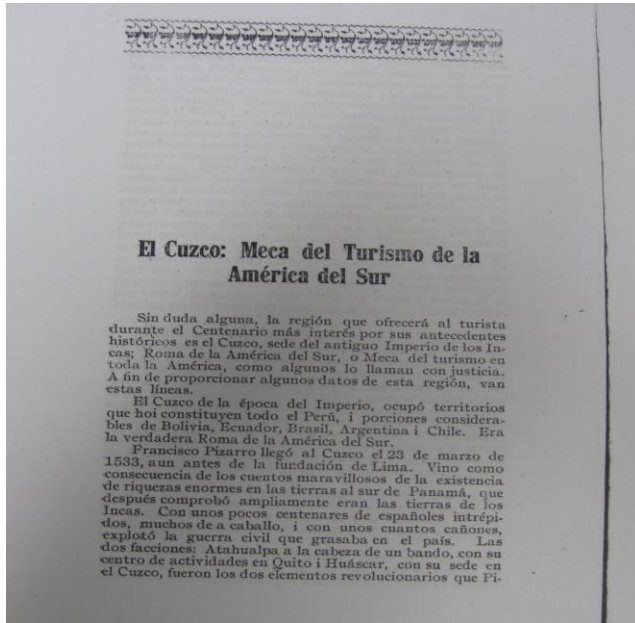 El Cuzco: Meca del Turismo de la
América del Sur
Sin duda alguna, la región que ofrecerá al turista
durante el Centenario más interés por sus antecedentes
históricos es el Cuzco, sede del antiguo Imperio de los In-
cas; Roma de la América del Sur, o Meca del turismo en
toda la América, como algunos lo llaman con justicia.
A fin de proporcionar algunos datos de esta región, van
estas líneas.
El Cuzco de la época del Imperio, ocupó territorios
que hoi constituyen todo el Perú, i porciones considera-
bles de Bolivia, Ecuador, Brasil, Argentina i Chile. Era
la verdadera Roma de la América del Sur.
Francisco Pizarro llegó al Cuzco el 23 de marzo de
1533, aun antes de la fundación de Lima. Vino como
consecuencia de los cuentos maravillosos de la existencia
de riquezas enormes en las tierras al sur de Panamá, que
después comprobó ampliamente eran las tierras de los
Incas. Con unos pocos centenares de españoles intrépi-
dos, muchos de a caballo, i con unos cuantos cañones,
explotó la guerra civil que grasaba en el país. Las
dos facciones: Atahualpa a la cabeza de un bando, con su
centro de actividades en Quito i Huáscar, con su sede en
el Cuzco, fueron los dos elementos revolucionarios que Pi-